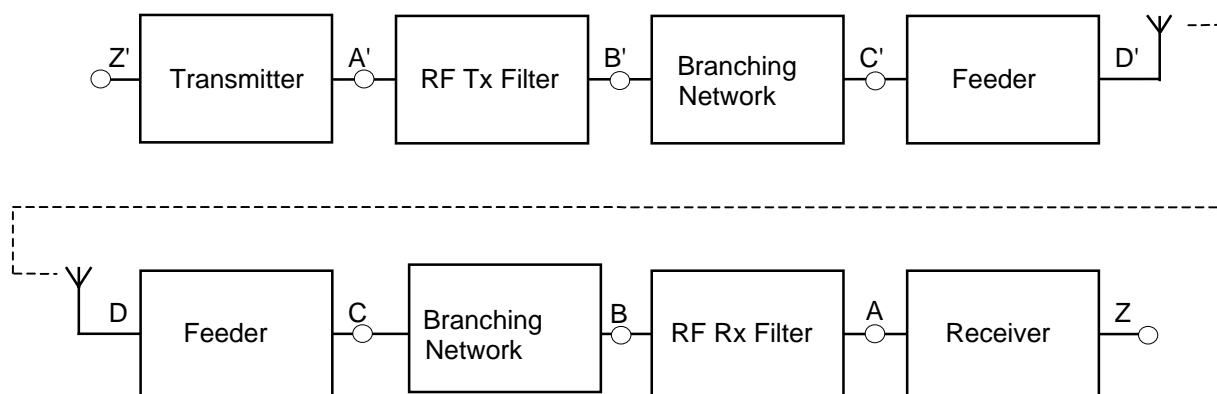 Z' Transmitter A' RF Tx Filter B' Branching Network C' Feeder D'
D Feeder C Branching Network B RF Rx Filter A Receiver Z